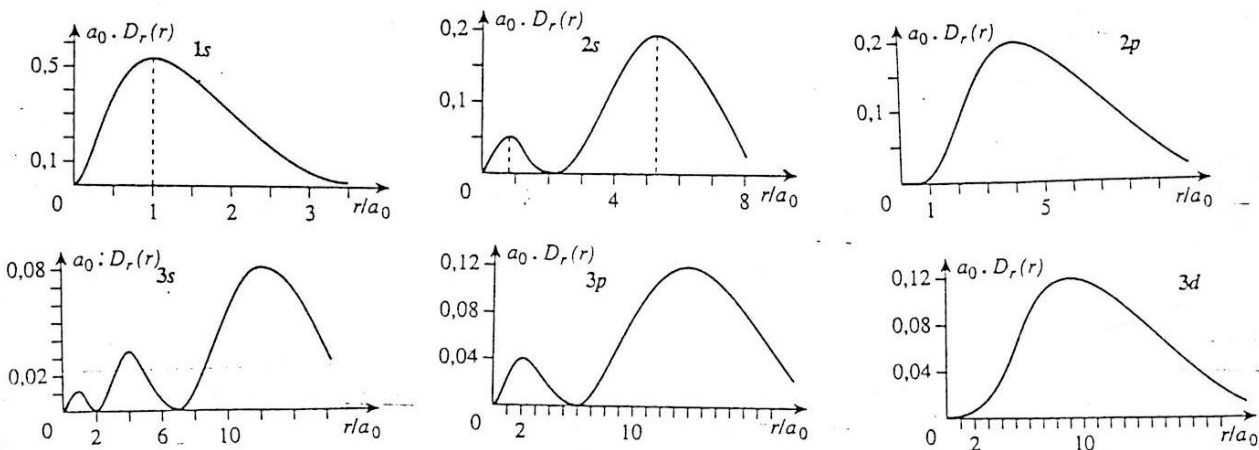 a₀ . Dᵣ(r)
1s
0,5
0,1
0
1
2
3
r/a₀
a₀ . Dᵣ(r)
2s
0,2
0,1
0
4
8
r/a₀
a₀ . Dᵣ(r)
2p
0,2
0,1
0
1
5
r/a₀
a₀ . Dᵣ(r)
3s
0,08
0,02
0
2
6
10
r/a₀
a₀ . Dᵣ(r)
3p
0,12
0,04
0
2
10
r/a₀
a₀ . Dᵣ(r)
3d
0,12
0,08
0,04
0
2
10
r/a₀